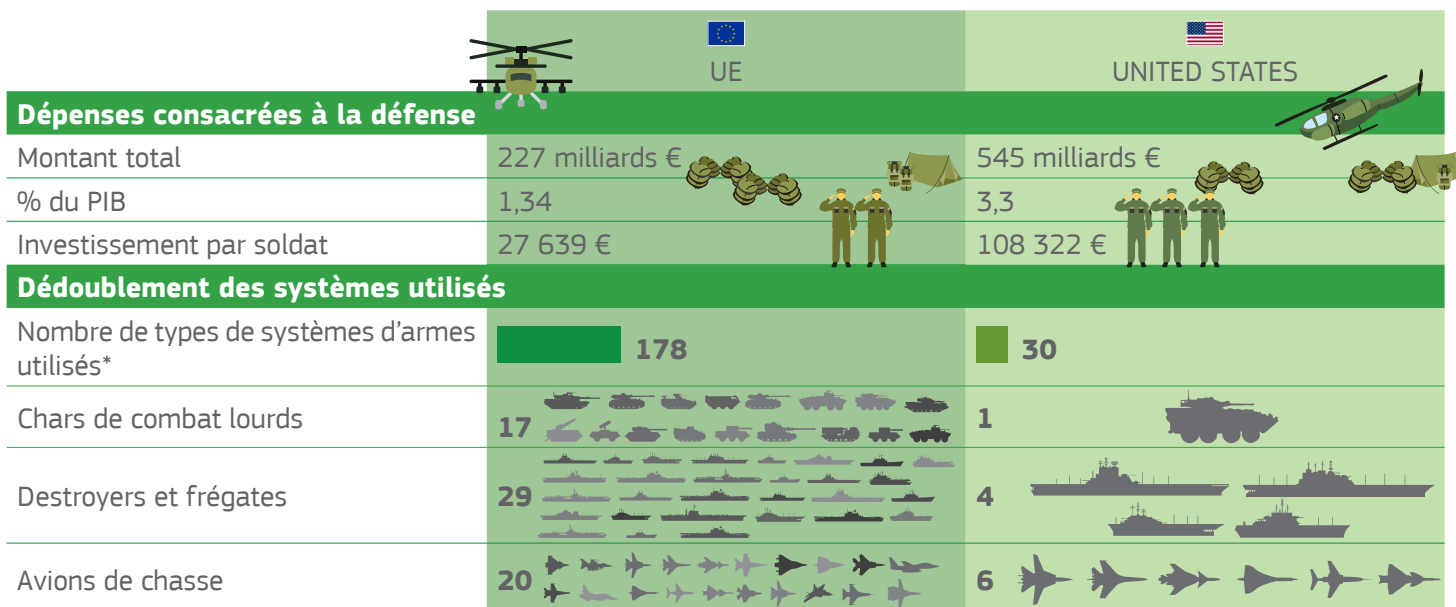 UE
UNITED STATES
Dépenses consacrées à la défense
Montant total
227 milliards €
545 milliards €
% du PIB
1,34
3,3
Investissement par soldat
27 639 €
108 322 €
Dédoublement des systèmes utilisés
Nombre de types de systèmes d’armes
utilisés*
178
30
Chars de combat lourds
17
1
Destroyers et frégates
29
4
Avions de chasse
20
6